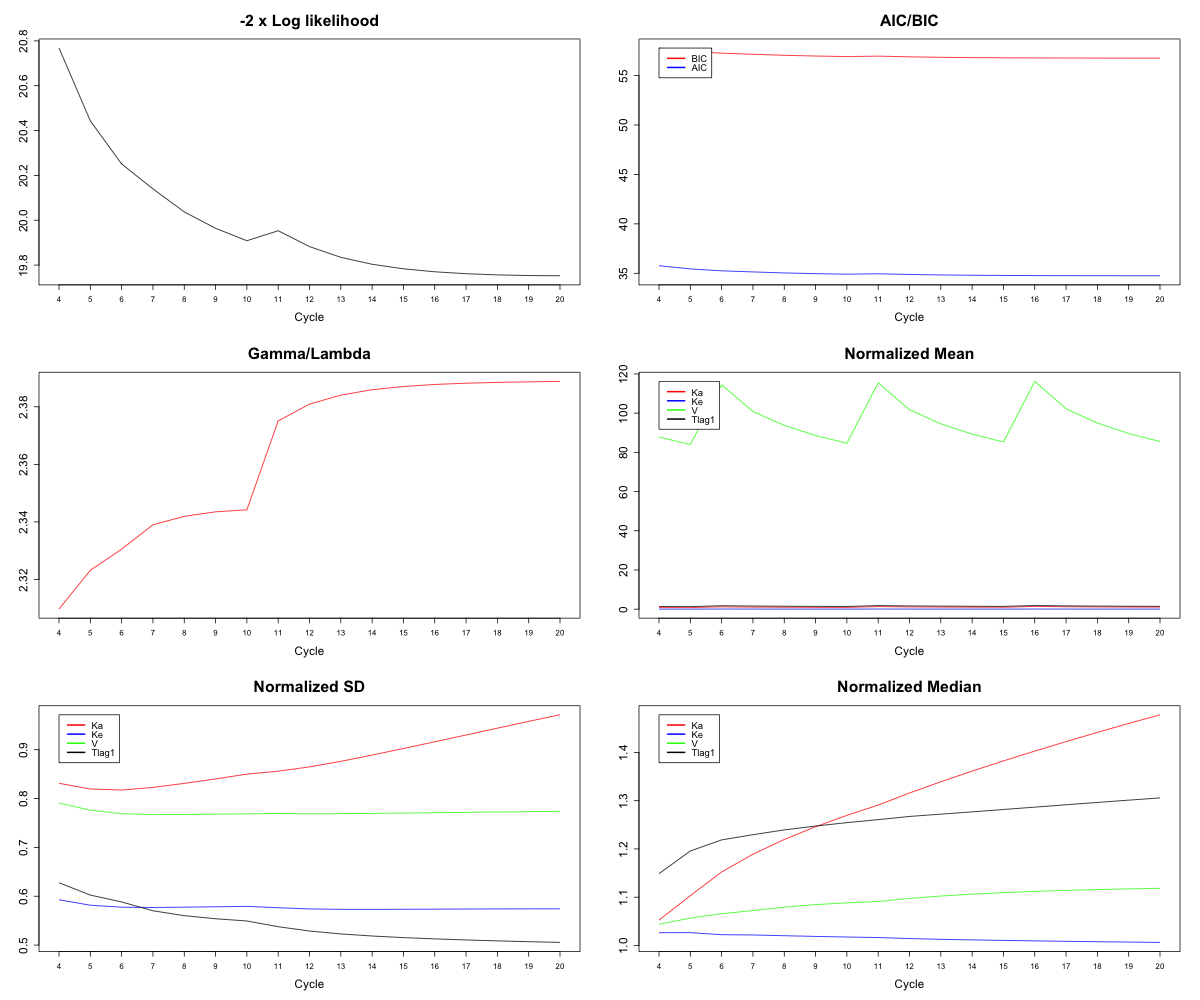 -2 x Log likelihood
20.8
20.6
20.4
20.2
20.0
19.8
4 5 6 7 8 9 10 11 12 13 14 15 16 17 18 19 20
Cycle
AIC/BIC
BIC
AIC
55
50
45
40
35
4 5 6 7 8 9 10 11 12 13 14 15 16 17 18 19 20
Cycle
Gamma/Lambda
2.38
2.36
2.34
2.32
4 5 6 7 8 9 10 11 12 13 14 15 16 17 18 19 20
Cycle
Normalized Mean
Ka
Ke
V
Tlag1
120
100
80
60
40
20
0
4 5 6 7 8 9 10 11 12 13 14 15 16 17 18 19 20
Cycle
Normalized SD
Ka
Ke
V
Tlag1
0.9
0.8
0.7
0.6
0.5
4 5 6 7 8 9 10 11 12 13 14 15 16 17 18 19 20
Cycle
Normalized Median
Ka
Ke
V
Tlag1
1.4
1.3
1.2
1.1
1.0
4 5 6 7 8 9 10 11 12 13 14 15 16 17 18 19 20
Cycle